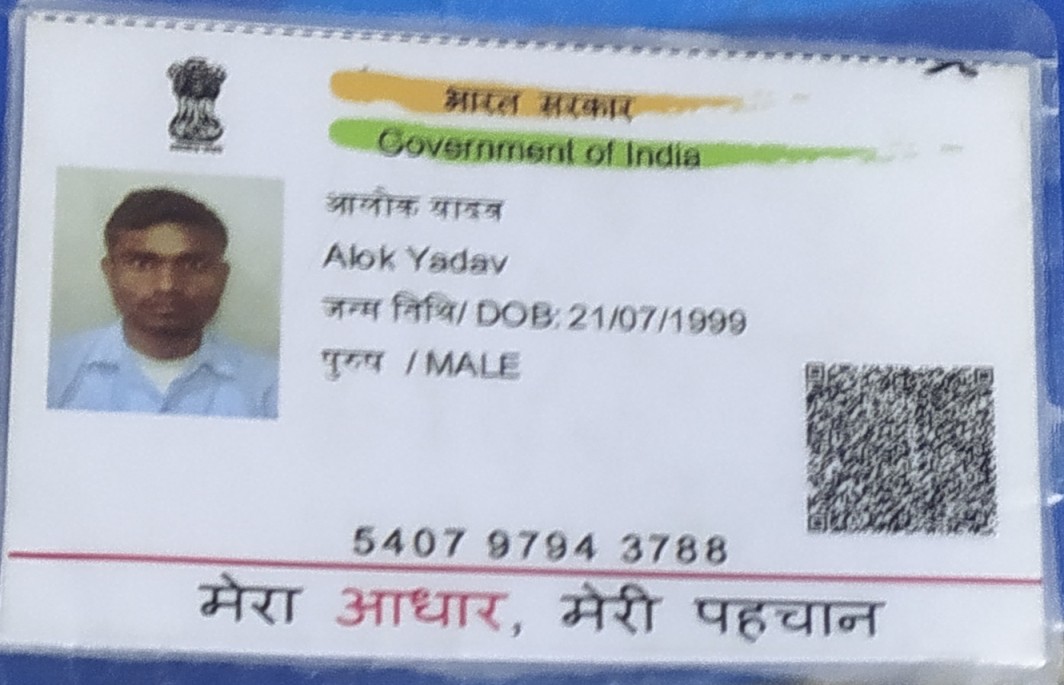 भारत सरकार
Government of India
आलोक यादव
Alok Yadav
जन्म तिथि/ DOB: 21/07/1999
पुरुष / MALE
5407 9794 3788
मेरा आधार, मेरी पहचान